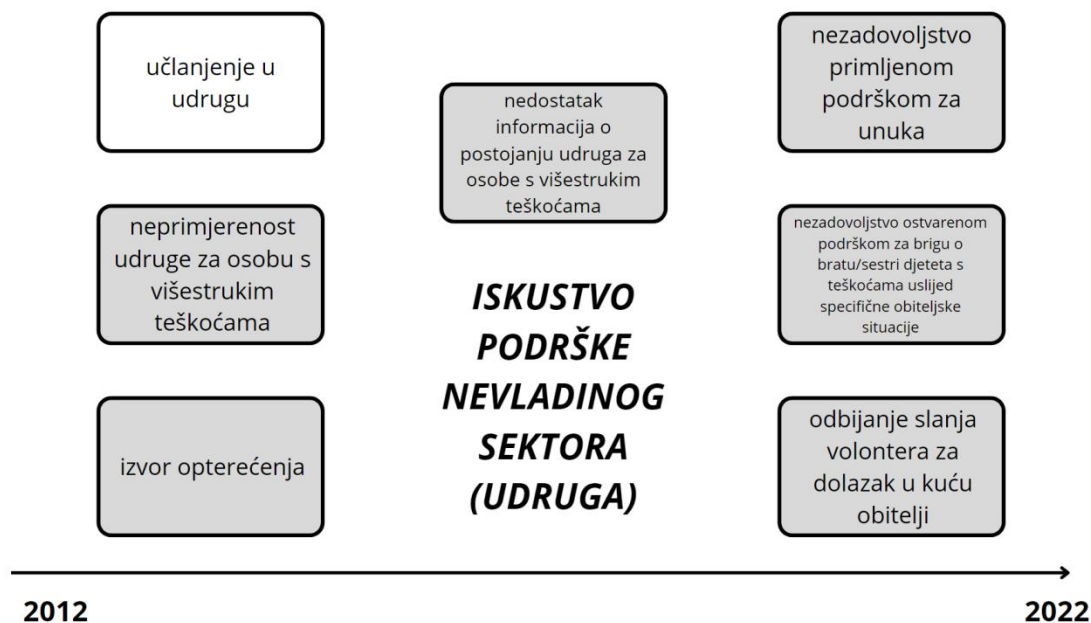 učlanjenje u
udrugu
neprimjerenost
udruge za osobu s
višestrukim
teškoćama
izvor opterećenja
nedostatak
informacija o
postojanju udruga za
osobe s višestrukim
teškoćama
ISKUSTVO
PODRŠKE
NEVLADINOG
SEKTORA
(UDRUGA)
nezadovoljstvo
primljenom
podrškom za
unuka
nezadovoljstvo ostvarenom
podrškom za brigu o
bratu/sestri djeteta s
teškoćama uslijed
specifične obiteljske
situacije
odbijanje slanja
volontera za
dolazak u kuću
obitelji
2012
2022